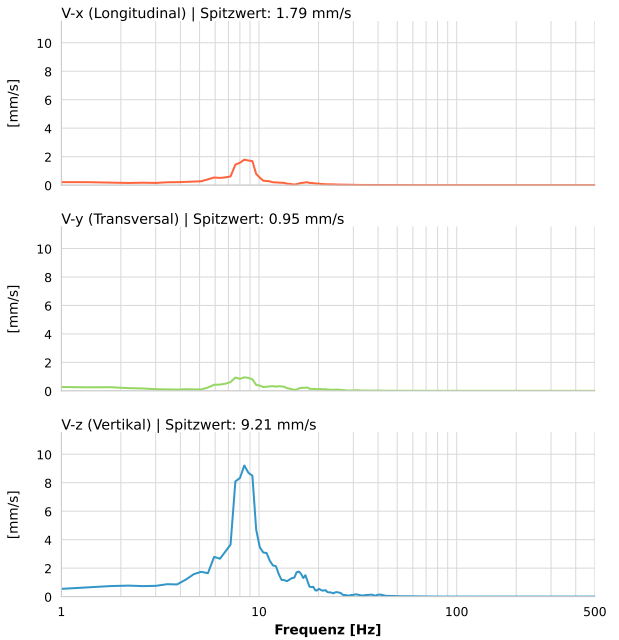 V-x (Longitudinal) | Spitzwert: 1.79 mm/s
10
8
6
4
2
0
[mm/s]
V-y (Transversal) | Spitzwert: 0.95 mm/s
10
8
6
4
2
0
[mm/s]
V-z (Vertikal) | Spitzwert: 9.21 mm/s
10
8
6
4
2
0
[mm/s]
1 10 100 500
Frequenz [Hz]